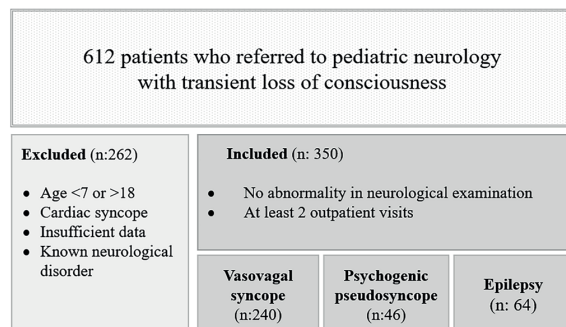 612 patients who referred to pediatric neurology
with transient loss of consciousness
Excluded (n:262)
• Age <7 or >18
• Cardiac syncope
• Insufficient data
• Known neurological
disorder
Included (n: 350)
• No abnormality in neurological examination
• At least 2 outpatient visits
Vasovagal
syncope
(n:240)
Psychogenic
pseudosyncope
(n:46)
Epilepsy
(n: 64)